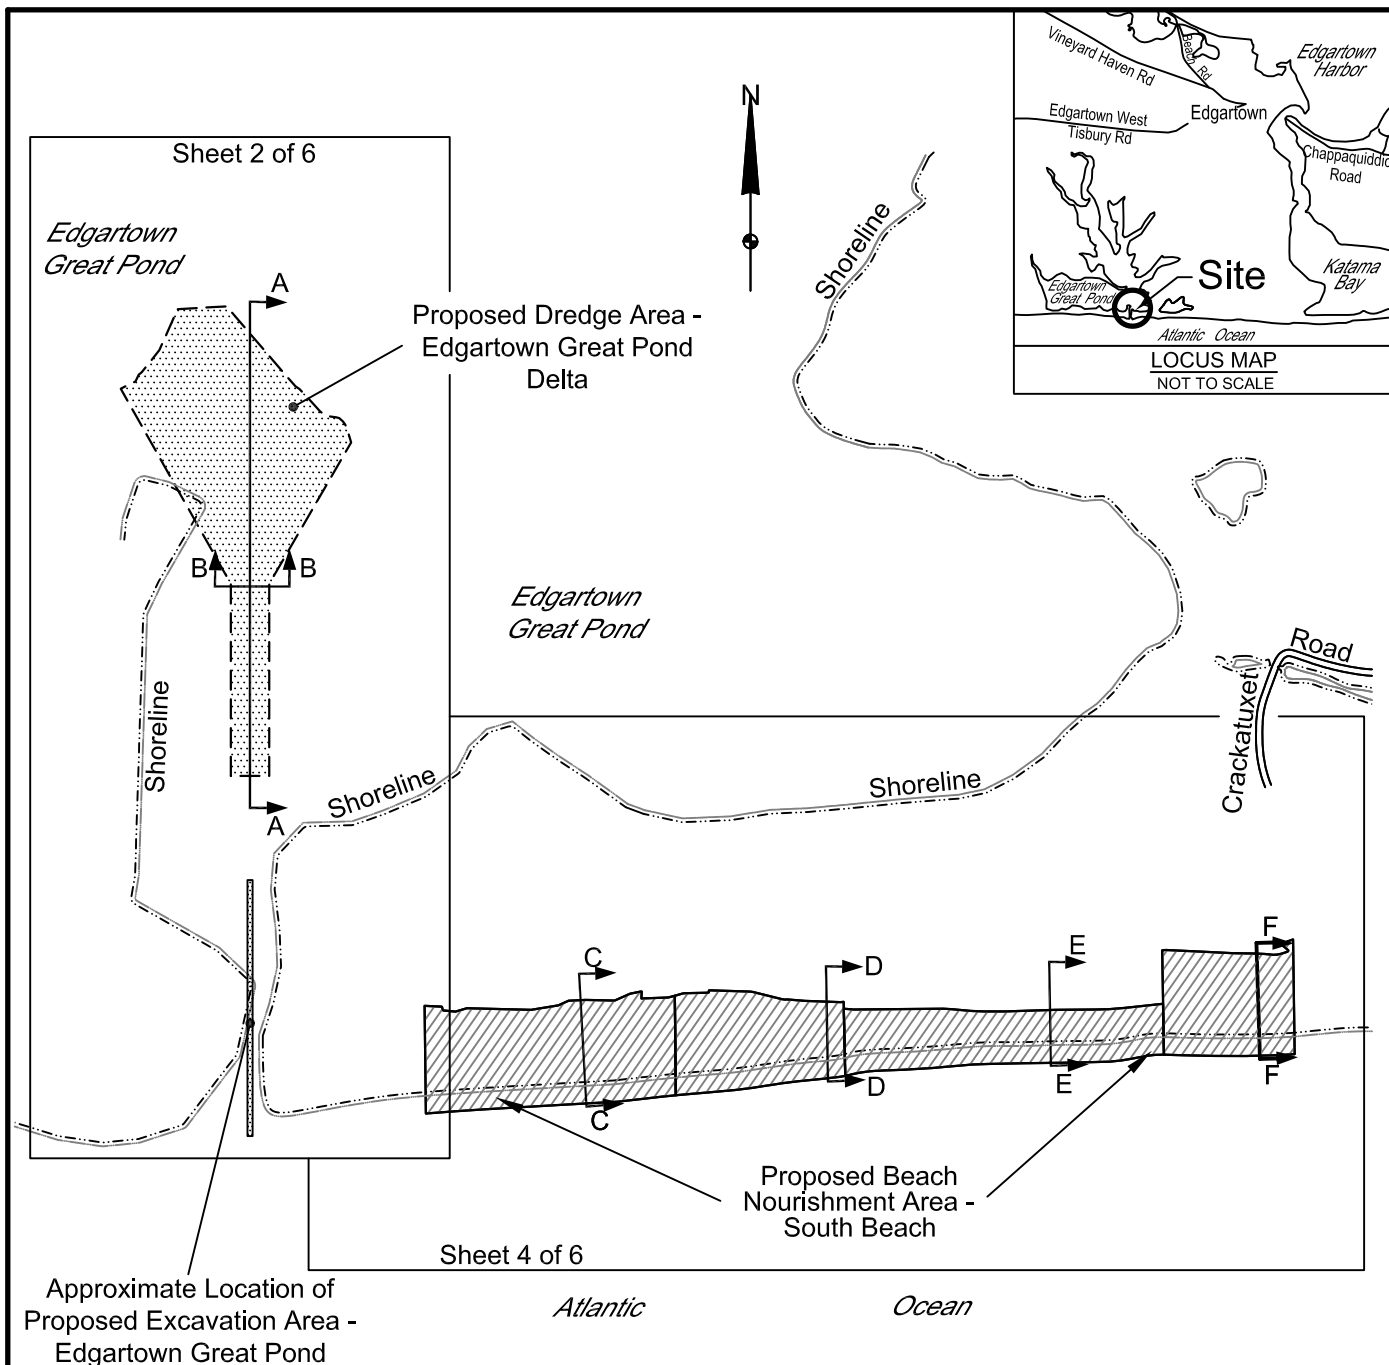 Sheet 2 of 6
Edgartown
Great Pond
A
Proposed Dredge Area -
Edgartown Great Pond
Delta
B
B
A
Shoreline
Shoreline
N
Shoreline
Edgartown
Great Pond
Shoreline
Vineyard Haven Rd
Beach Rd
Edgartown
Harbor
Edgartown West
Tisbury Rd
Edgartown
Chappaquiddic
Road
Edgartown
Great Pond
Site
Katama
Bay
Atlantic Ocean
LOCUS MAP
NOT TO SCALE
Road
Crackatuxet
C
D
E
F
C
D
E
F
Proposed Beach
Nourishment Area -
South Beach
Sheet 4 of 6
Approximate Location of
Proposed Excavation Area -
Edgartown Great Pond
Atlantic Ocean